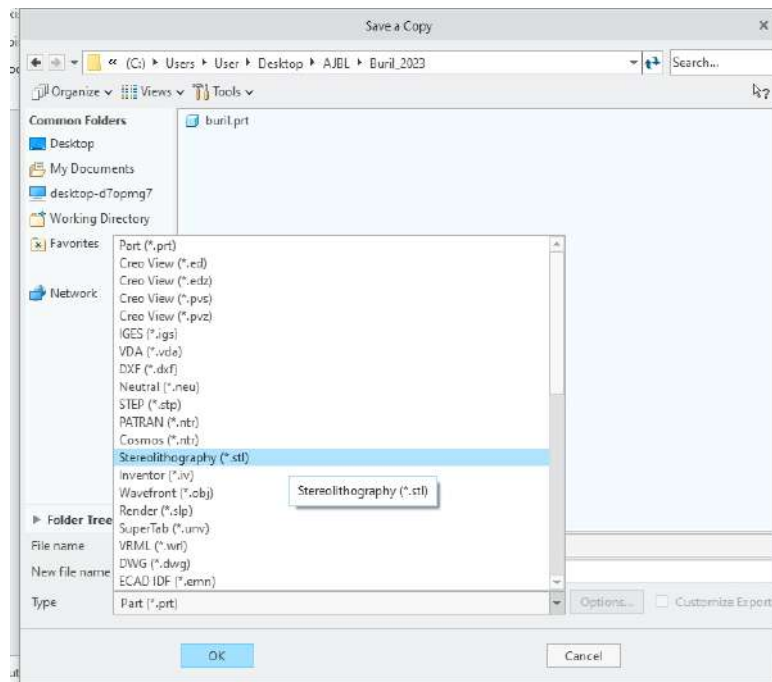 Save a Copy
« (C:) ▸ Users ▸ User ▸ Desktop ▸ AJBL ▸ Buril_2023
Search...
Organize Views Tools
Common Folders
buril.prt
Desktop
My Documents
desktop-d7opmg7
Working Directory
Favorites
Network
Part (*.prt)
Creo View (*.ed)
Creo View (*.edz)
Creo View (*.pvs)
Creo View (*.pvz)
IGES (*.igs)
VDA (*.vda)
DXF (*.dxf)
Neutral (*.neu)
STEP (*.stp)
PATRAN (*.ntr)
Cosmos (*.ntr)
Stereolithography (*.stl)
Inventor (*.iv)
Stereolithography (*.stl)
Wavefront (*.obj)
Render (*.slp)
SuperTab (*.unv)
VRML (*.wrl)
DWG (*.dwg)
ECAD IDF (*.emn)
Folder Tree
File name
New file name
Type
Part (*.prt)
Options...
Customize Export
OK
Cancel